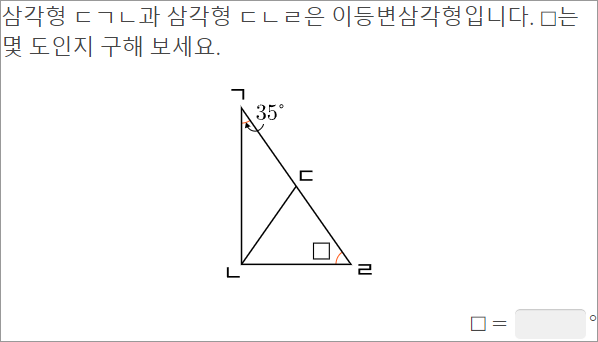 삼각형 ㄷㄱㄴ과 삼각형 ㄷㄴㄹ은 이등변삼각형입니다. □는
몇 도인지 구해 보세요.
ㄱ
35°
ㄷ
□
ㄴ
ㄹ
□ = °